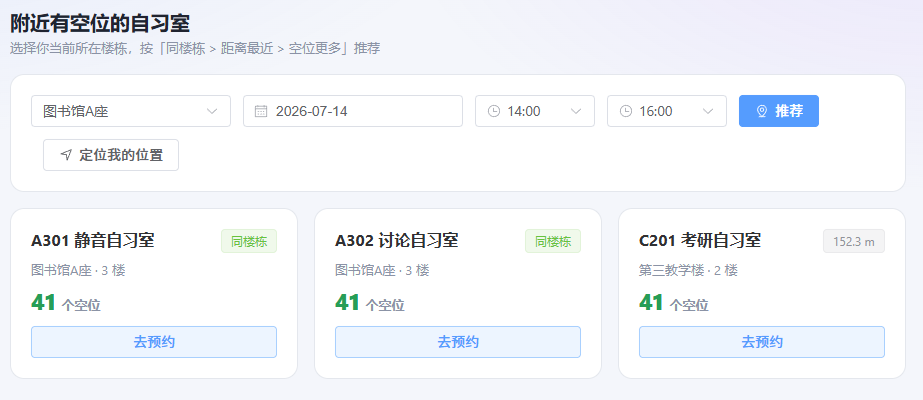 附近有空位的自习室
选择你当前所在楼栋，按「同楼栋 > 距离最近 > 空位更多」推荐
图书馆A座 2026-07-14 14:00 16:00 推荐
定位我的位置
A301 静音自习室 同楼栋
图书馆A座 · 3 楼
41 个空位
去预约
A302 讨论自习室 同楼栋
图书馆A座 · 3 楼
41 个空位
去预约
C201 考研自习室 152.3 m
第三教学楼 · 2 楼
41 个空位
去预约